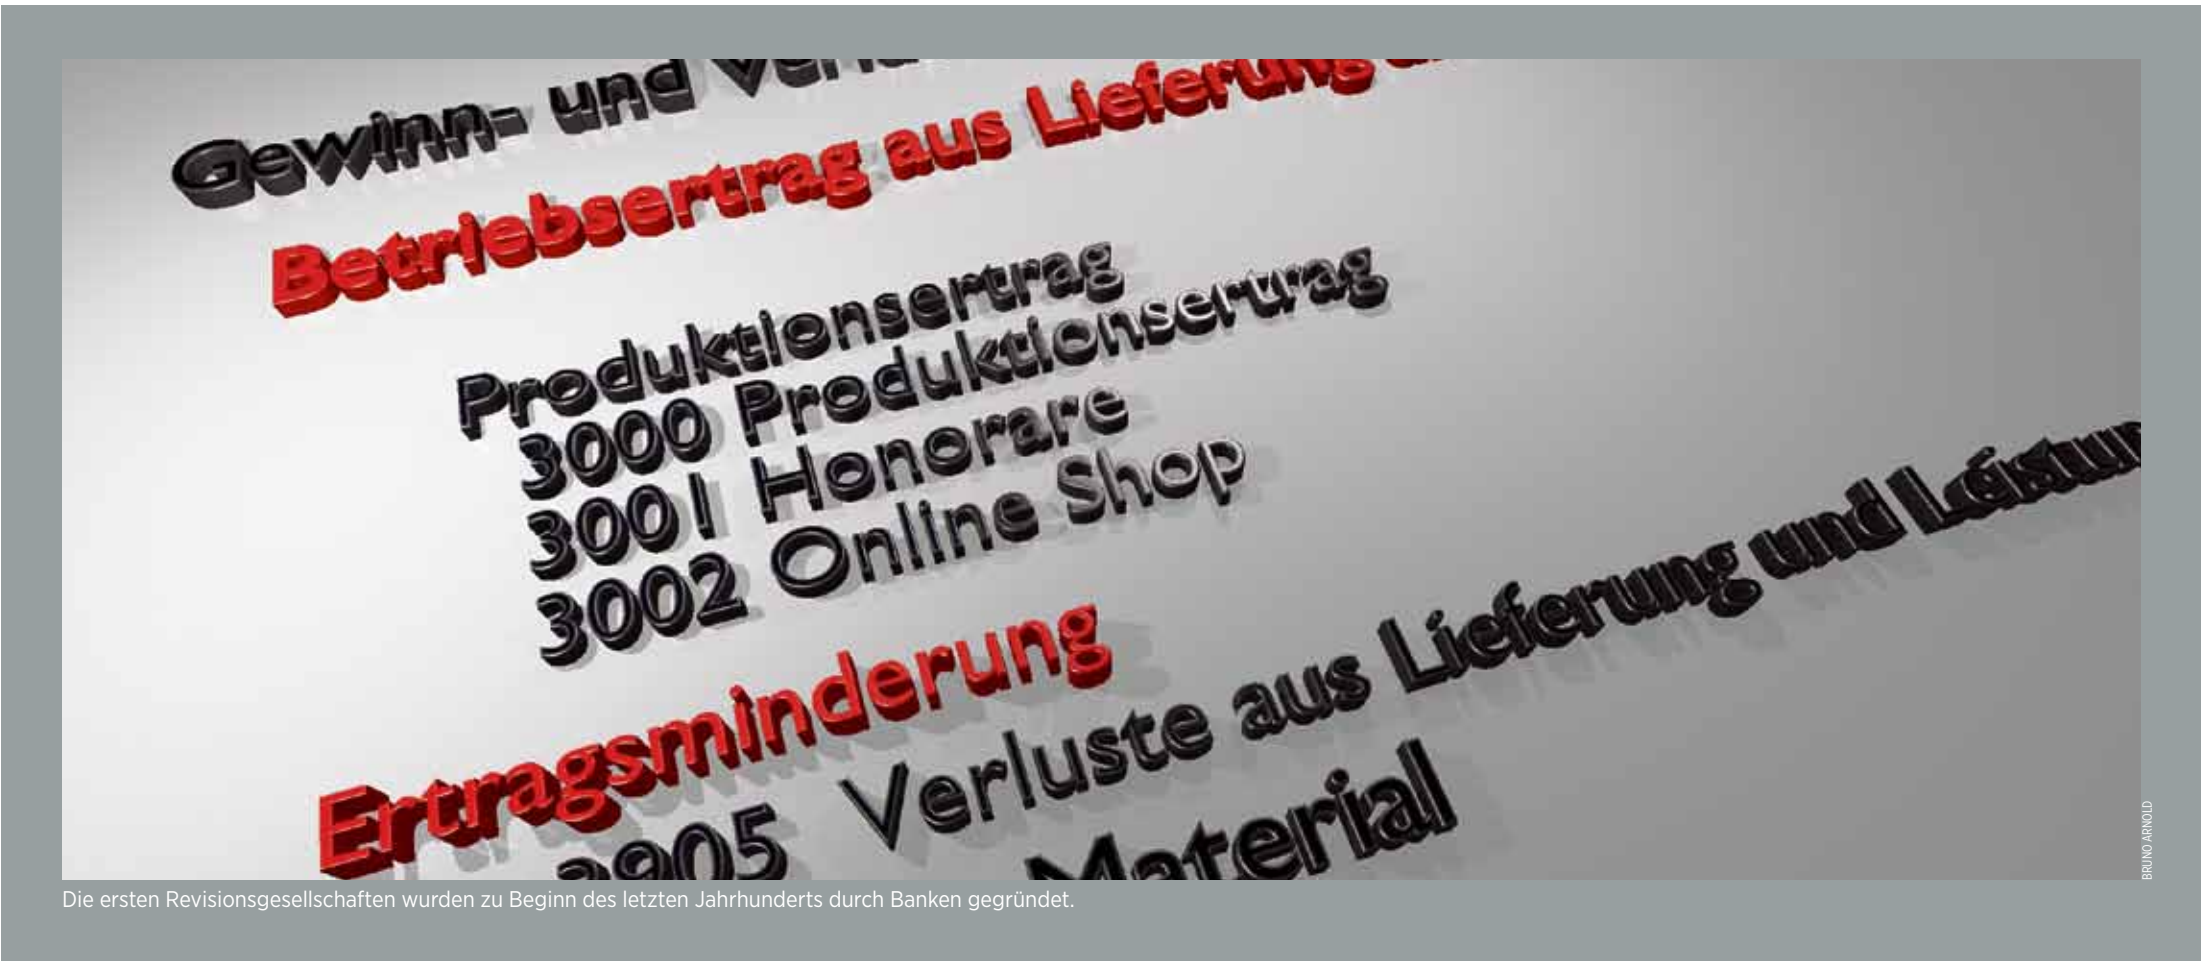 Gewinn- und
Betriebsertrag aus Lieferung
Produktionsertrag
3000 Produktionsertrag
3001 Honorare
3002 Online Shop
Ertragsminderung
3905 Verluste aus Lieferung und
Material
BRUNO ARNOLD
Die ersten Revisionsgesellschaften wurden zu Beginn des letzten Jahrhunderts durch Banken gegründet.